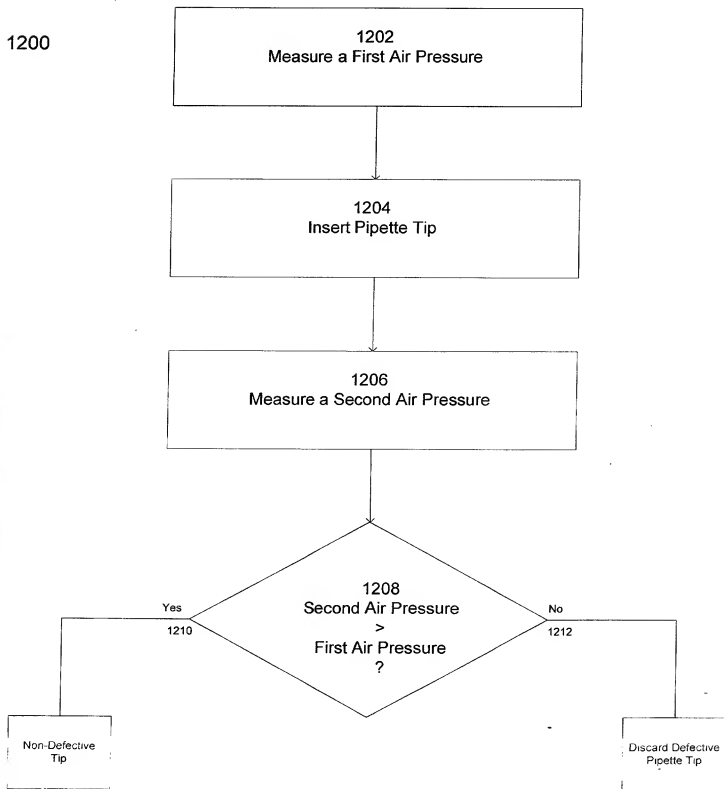 1200
1202
Measure a First Air Pressure
1204
Insert Pipette Tip
1206
Measure a Second Air Pressure
1208
Second Air Pressure
>
First Air Pressure
?
Yes
1210
No
1212
Non-Defective
Tip
Discard Defective
Pipette Tip